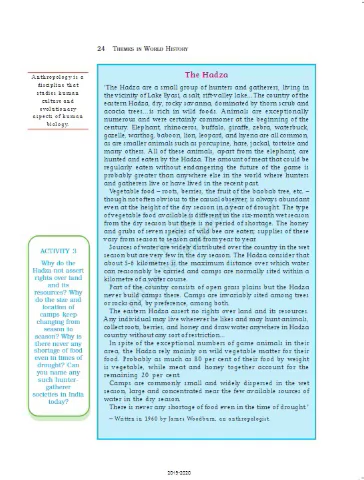 24 THEMES IN WORLD HISTORY
Anthropology is a
discipline that
studies human
culture and
evolutionary
aspects of human
biology.
The Hadza
'The Hadza are a small group of hunters and gatherers, living in
the vicinity of Lake Eyasi, a salt, rift-valley lake...The country of the
eastern Hadza, dry, rocky savanna, dominated by thorn scrub and
acacia trees...is rich in wild foods. Animals are exceptionally
numerous and were certainly commoner at the beginning of the
century. Elephant, rhinoceros, buffalo, giraffe, zebra, waterbuck,
gazelle, warthog, baboon, lion, leopard, and hyena are all common,
as are smaller animals such as porcupine, hare, jackal, tortoise and
many others. All of these animals, apart from the elephant, are
hunted and eaten by the Hadza. The amount of meat that could be
regularly eaten without endangering the future of the game is
probably greater than anywhere else in the world where hunters
and gatherers live or have lived in the recent past.
Vegetable food – roots, berries, the fruit of the baobab tree, etc. –
though not often obvious to the casual observer, is always abundant
even at the height of the dry season in a year of drought. The type
of vegetable food available is different in the six-month wet season
from the dry season but there is no period of shortage. The honey
and grubs of seven species of wild bee are eaten; supplies of these
vary from season to season and from year to year.
Sources of water are widely distributed over the country in the wet
season but are very few in the dry season. The Hadza consider that
about 5-6 kilometres is the maximum distance over which water
can reasonably be carried and camps are normally sited within a
kilometre of a water course.
Part of the country consists of open grass plains but the Hadza
never build camps there. Camps are invariably sited among trees
or rocks and, by preference, among both.
The eastern Hadza assert no rights over land and its resources.
Any individual may live wherever he likes and may hunt animals,
collect roots, berries, and honey and draw water anywhere in Hadza
country without any sort of restriction...
In spite of the exceptional numbers of game animals in their
area, the Hadza rely mainly on wild vegetable matter for their
food. Probably as much as 80 per cent of their food by weight
is vegetable, while meat and honey together account for the
remaining 20 per cent.
Camps are commonly small and widely dispersed in the wet
season, large and concentrated near the few available sources of
water in the dry season.
There is never any shortage of food even in the time of drought.'
– Written in 1960 by James Woodburn, an anthropologist.
ACTIVITY 3
Why do the
Hadza not assert
rights over land
and its
resources? Why
do the size and
location of
camps keep
changing from
season to
season? Why is
there never any
shortage of food
even in times of
drought? Can
you name any
such hunter-
gatherer
societies in India
today?
2019-2020